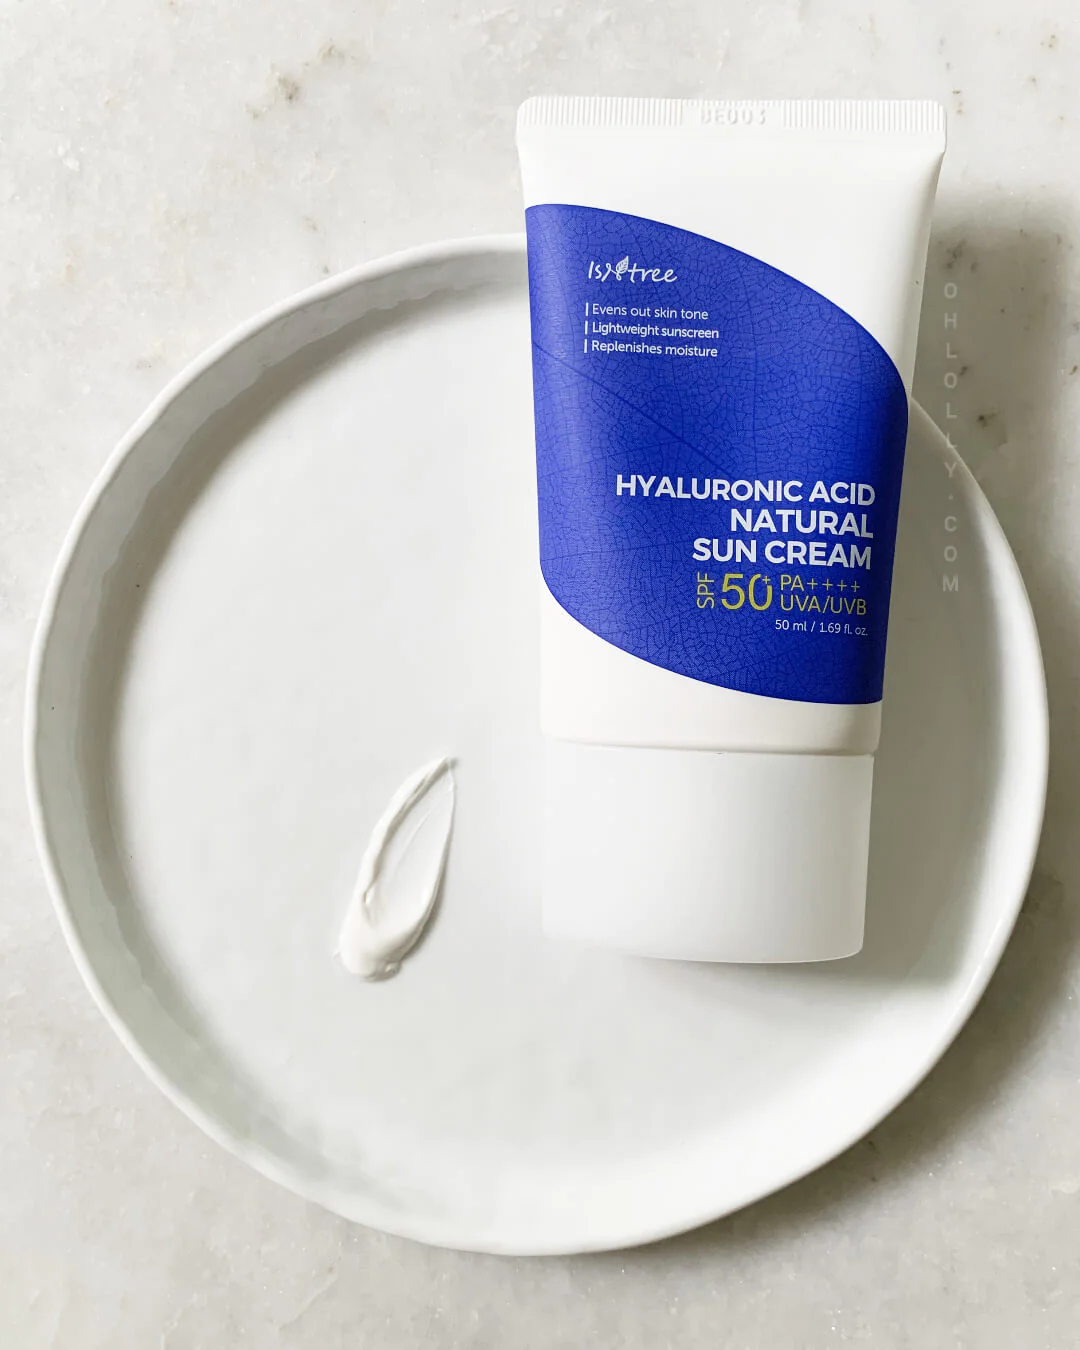 BE003
Isntree
Evens out skin tone
Lightweight sunscreen
Replenishes moisture
HYALURONIC ACID
NATURAL
SUN CREAM
SPF 50+ PA++++
UVA/UVB
50 ml / 1.69 fl. oz.
OHLOLLY.COM